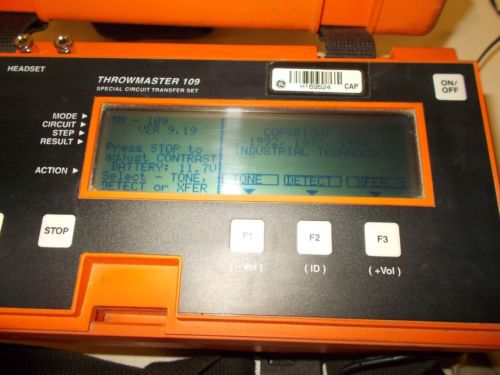 HEADSET
THROWMASTER 109
SPECIAL CIRCUIT TRANSFER SET
H169524 CAP
ON/
OFF
MODE
CIRCUIT
STEP
RESULT
ACTION
TM - 109
VER 9.19
Press STOP to
adjust CONTRAST
BATTERY: 11.7V
Select - TONE,
DETECT or XFER
COPYRIGHT
INDUSTRIAL
TONE DETECT XFER
STOP
F1 F2 F3
(–Vol) (ID) (+Vol)